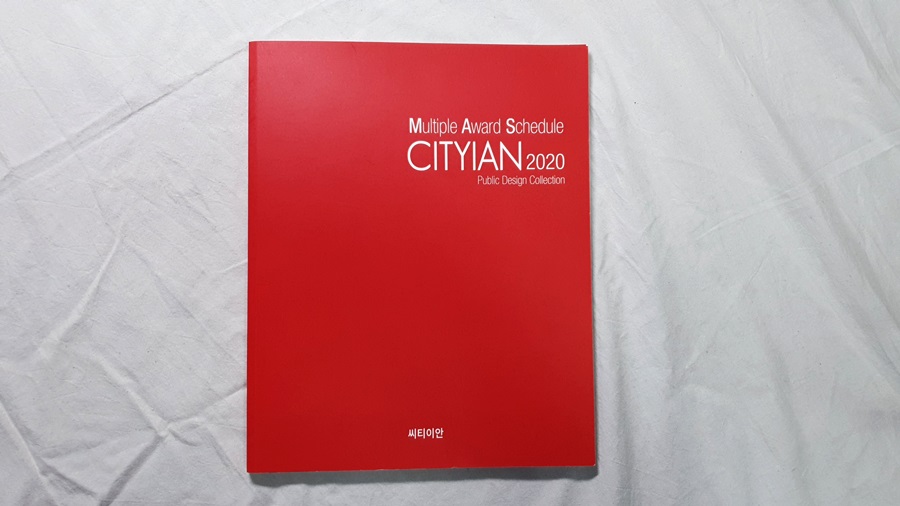 Multiple Award Schedule
CITYIAN 2020
Public Design Collection
씨티이안